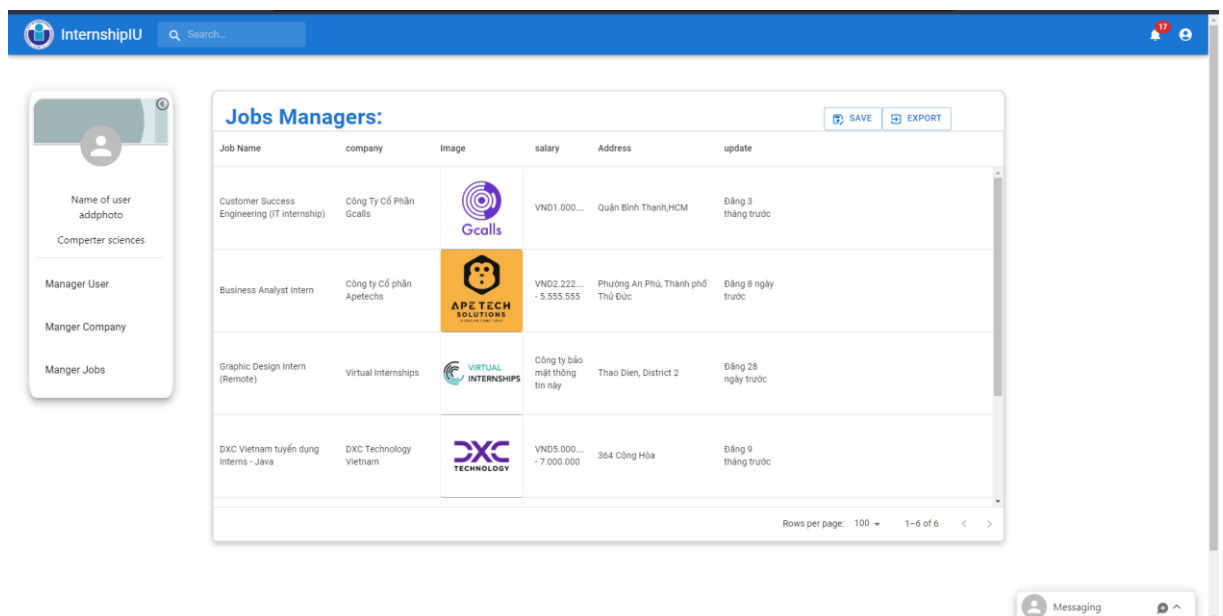 InternshipIU
Search...
17
Name of user
addphoto
Comperter sciences
Manager User
Manger Company
Manger Jobs
Jobs Managers:
SAVE
EXPORT
Job Name company Image salary Address update
Customer Success
Engineering (IT internship)
Công Ty Cổ Phần
Gcalls
Gcalls
VND1.000....
Quận Bình Thạnh,HCM
Đăng 3
tháng trước
Business Analyst Intern
Công ty Cổ phần
Apetechs
APETECH
SOLUTIONS
VND2.222....
- 5.555.555
Phường An Phú, Thành phố
Thủ Đức
Đăng 8 ngày
trước
Graphic Design Intern
(Remote)
Virtual Internships
VIRTUAL
INTERNSHIPS
Công ty bảo
mật thông
tin này
Thao Dien, District 2
Đăng 28
ngày trước
DXC Vietnam tuyển dụng
Interns - Java
DXC Technology
Vietnam
DXC
TECHNOLOGY
VND5.000....
- 7.000.000
364 Cộng Hòa
Đăng 9
tháng trước
Rows per page: 100 1–6 of 6
Messaging